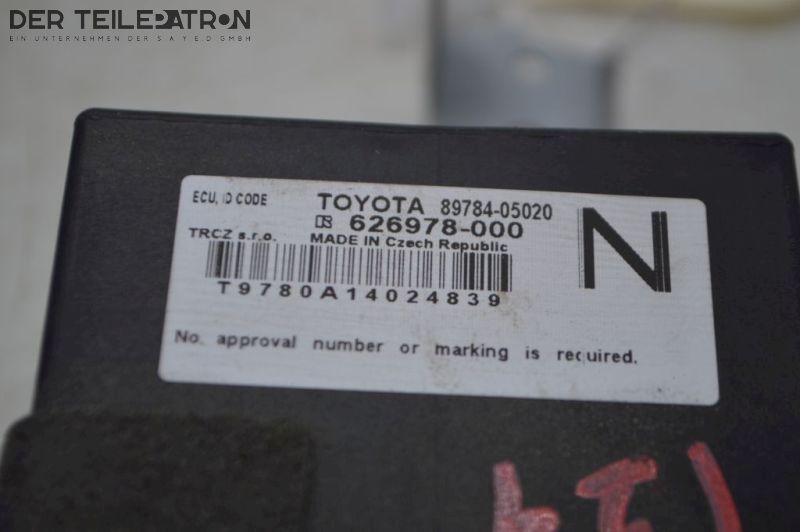 DER TEILEPATRON
EIN UNTERNEHMEN DER S A Y E D GMBH
ECU, ID CODE TOYOTA 89784-05020
626978-000
TRCZ s.r.o. MADE IN Czech Republic
N
T9780A14024839
No. approval number or marking is required.